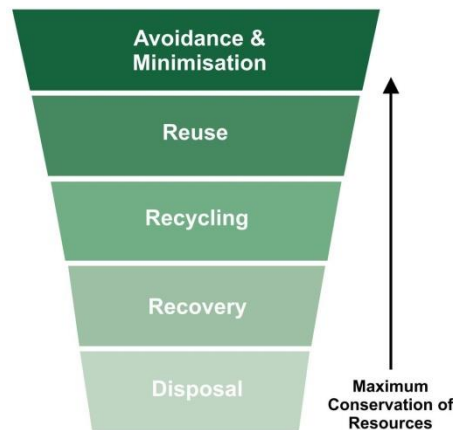 Avoidance &
Minimisation
Reuse
Recycling
Recovery
Disposal
Maximum
Conservation of
Resources